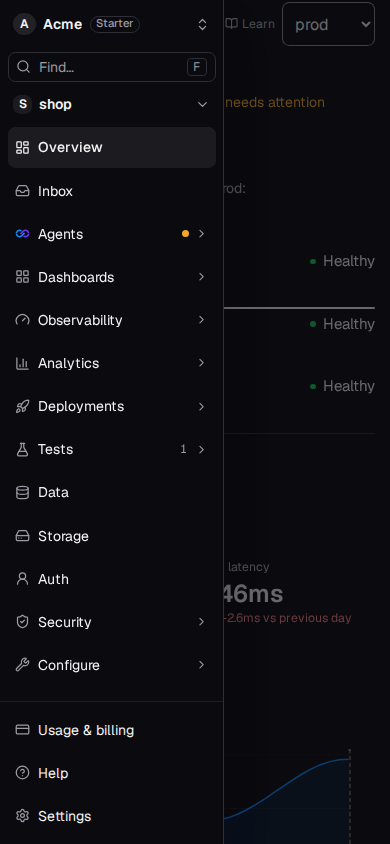 A Acme Starter
Learn
prod
Find...
F
S shop
needs attention
Overview
rod:
Inbox
Agents
Healthy
Dashboards
Observability
Healthy
Analytics
Healthy
Deployments
Tests 1
Data
Storage
latency
Auth
46ms
-2.6ms vs previous day
Security
Configure
Usage & billing
Help
Settings